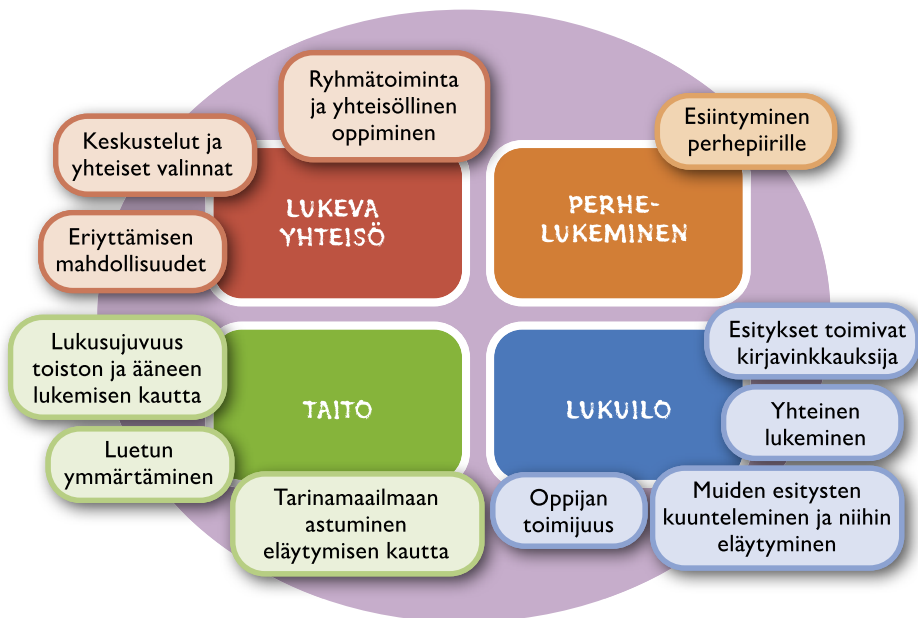 Ryhmätoiminta
ja yhteisöllinen
oppiminen
Keskustelut ja
yhteiset valinnat
Eriyttämisen
mahdollisuudet
LUKEVA
YHTEISÖ
Esiintyminen
perhepiirille
PERHE-
LUKEMINEN
Lukusujuvuus
toiston ja ääneen
lukemisen kautta
Luetun
ymmärtäminen
Tarinamaailmaan
astuminen
eläytymisen kautta
TAITO
LUKUILO
Esitykset toimivat
kirjavinkkauksija
Yhteinen
lukeminen
Oppijan
toimijuus
Muiden esitysten
kuunteleminen ja niihin
eläytyminen